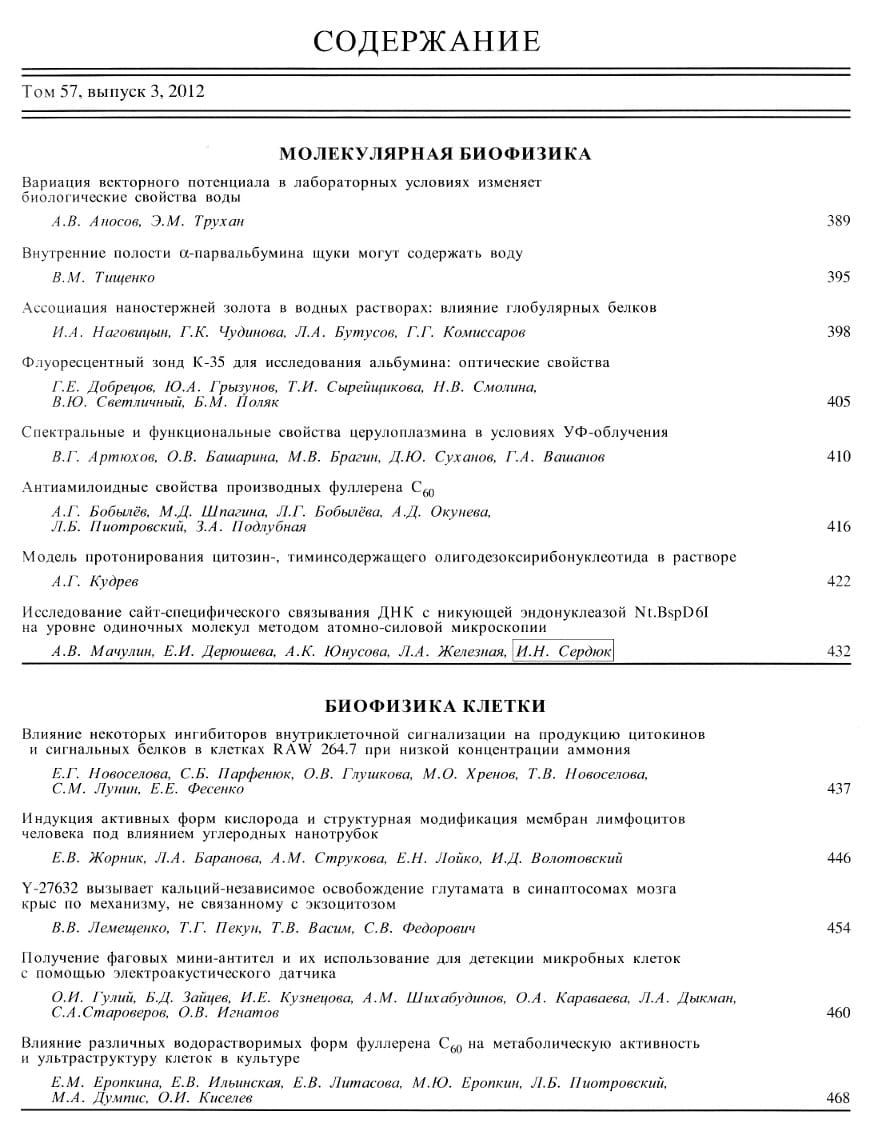 СОДЕРЖАНИЕ
Том 57, выпуск 3, 2012
МОЛЕКУЛЯРНАЯ БИОФИЗИКА
Вариация векторного потенциала в лабораторных условиях изменяет
биологические свойства воды
А.В. Аносов, Э.М. Трухан 389
Внутренние полости α-парвальбумина щуки могут содержать воду
В.М. Тищенко 395
Ассоциация наностержней золота в водных растворах: влияние глобулярных белков
И.А. Наговицын, Г.К. Чудинова, Л.А. Бутусов, Г.Г. Комиссаров 398
Флуоресцентный зонд К-35 для исследования альбумина: оптические свойства
Г.Е. Добрецов, Ю.А. Грызунов, Т.И. Сырейщикова, Н.В. Смолина,
В.Ю. Светличный, Б.М. Поляк 405
Спектральные и функциональные свойства церулоплазмина в условиях УФ-облучения
В.Г. Артюхов, О.В. Башарина, М.В. Брагин, Д.Ю. Суханов, Г.А. Вашанов 410
Антиамилоидные свойства производных фуллерена C60
А.Г. Бобылёв, М.Д. Шпагина, Л.Г. Бобылёва, А.Д. Окунева,
Л.Б. Пиотровский, З.А. Подлубная 416
Модель протонирования цитозин-, тиминсодержащего олигодезоксирибонуклеотида в растворе
А.Г. Кудрев 422
Исследование сайт-специфического связывания ДНК с никующей эндонуклеазой Nt.BspD6I
на уровне одиночных молекул методом атомно-силовой микроскопии
А.В. Мачулин, Е.И. Дерюшева, А.К. Юнусова, Л.А. Железная, И.Н. Сердюк 432
БИОФИЗИКА КЛЕТКИ
Влияние некоторых ингибиторов внутриклеточной сигнализации на продукцию цитокинов
и сигнальных белков в клетках RAW 264.7 при низкой концентрации аммония
Е.Г. Новоселова, С.Б. Парфенюк, О.В. Глушкова, М.О. Хренов, Т.В. Новоселова,
С.М. Лунин, Е.Е. Фесенко 437
Индукция активных форм кислорода и структурная модификация мембран лимфоцитов
человека под влиянием углеродных нанотрубок
Е.В. Жорник, Л.А. Баранова, А.М. Струкова, Е.Н. Лойко, И.Д. Волотовский 446
Y-27632 вызывает кальций-независимое освобождение глутамата в синаптосомах мозга
крыс по механизму, не связанному с экзоцитозом
В.В. Лемещенко, Т.Г. Пекун, Т.В. Васим, С.В. Федорович 454
Получение фаговых мини-антител и их использование для детекции микробных клеток
с помощью электроакустического датчика
О.И. Гулий, Б.Д. Зайцев, И.Е. Кузнецова, А.М. Шихабудинов, О.А. Караваева, Л.А. Дыкман,
С.А.Староверов, О.В. Игнатов 460
Влияние различных водорастворимых форм фуллерена C60 на метаболическую активность
и ультраструктуру клеток в культуре
Е.М. Еропкина, Е.В. Ильинская, Е.В. Литасова, М.Ю. Еропкин, Л.Б. Пиотровский,
М.А. Думпис, О.И. Киселев 468